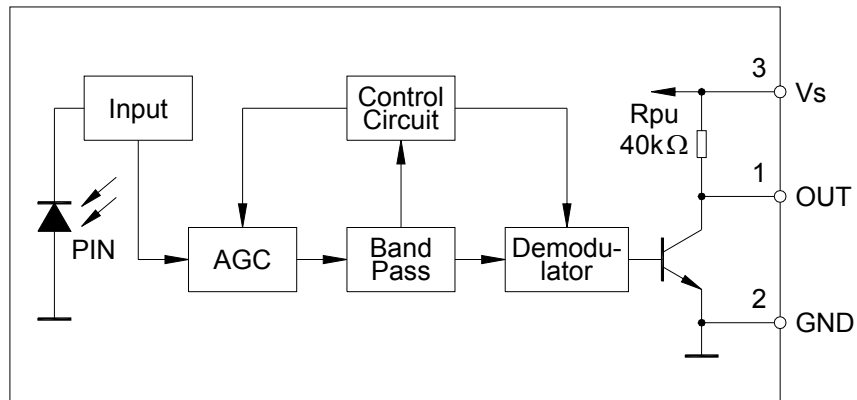 Input
PIN
AGC
Control
Circuit
Band
Pass
Demodu-
lator
Rpu
40kΩ
3
Vs
1
OUT
2
GND